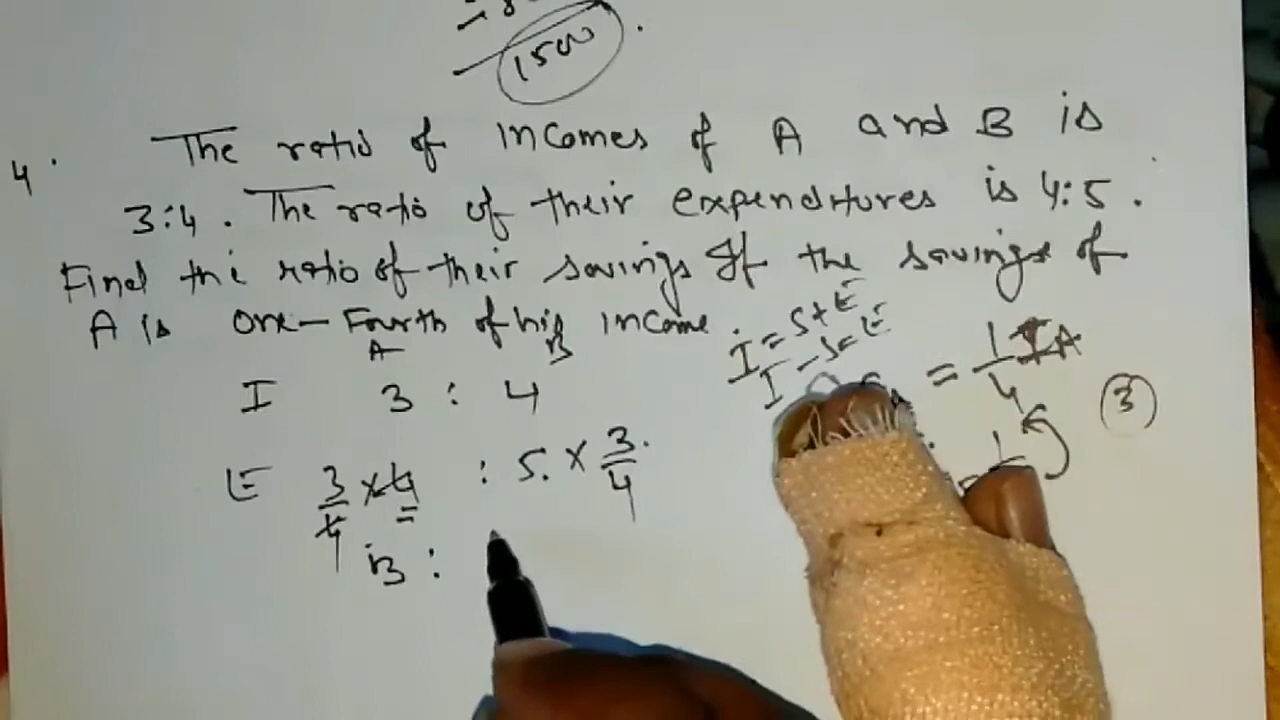 1500
4. The ratio of incomes of A and B is
3:4. The ratio of their expenditures is 4:5.
Find the ratio of their savings If the savings of
A is one-Fourth of his income.
A B
I 3 : 4
I = S + E
I - S = E
= 1/4 IA
3
E 3/4 × 4 : 5 × 3/4
3 :